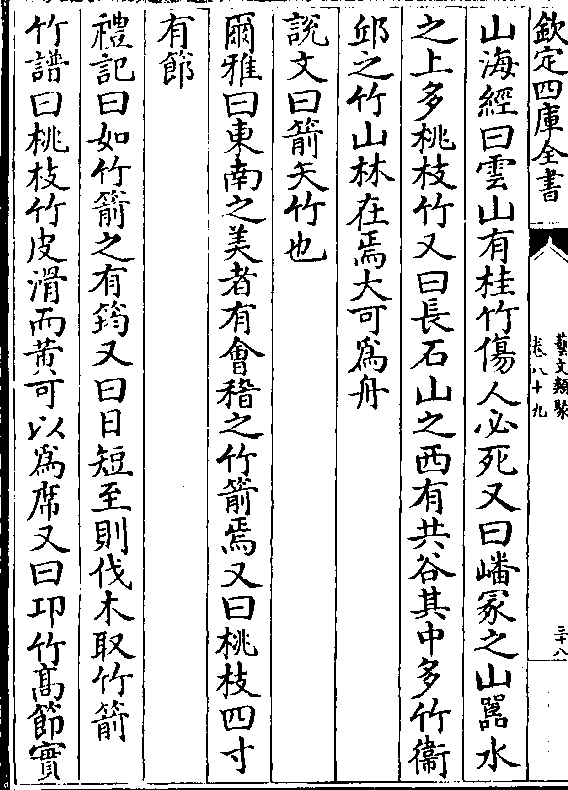 欽定四庫全書
藝文類聚
卷八十九
三十八
山海經曰雲山有桂竹傷人必死又曰嶓冢之山囂水
之上多桃枝竹又曰長石山之西有共谷其中多竹衞
邱之竹山林在焉大可爲舟
説文曰箭矢竹也
爾雅曰東南之美者有會稽之竹箭焉又曰桃枝四寸
有節
禮記曰如竹箭之有筠又曰日短至則伐木取竹箭
竹譜曰桃枝竹皮滑而黄可以爲席又曰邛竹髙節實